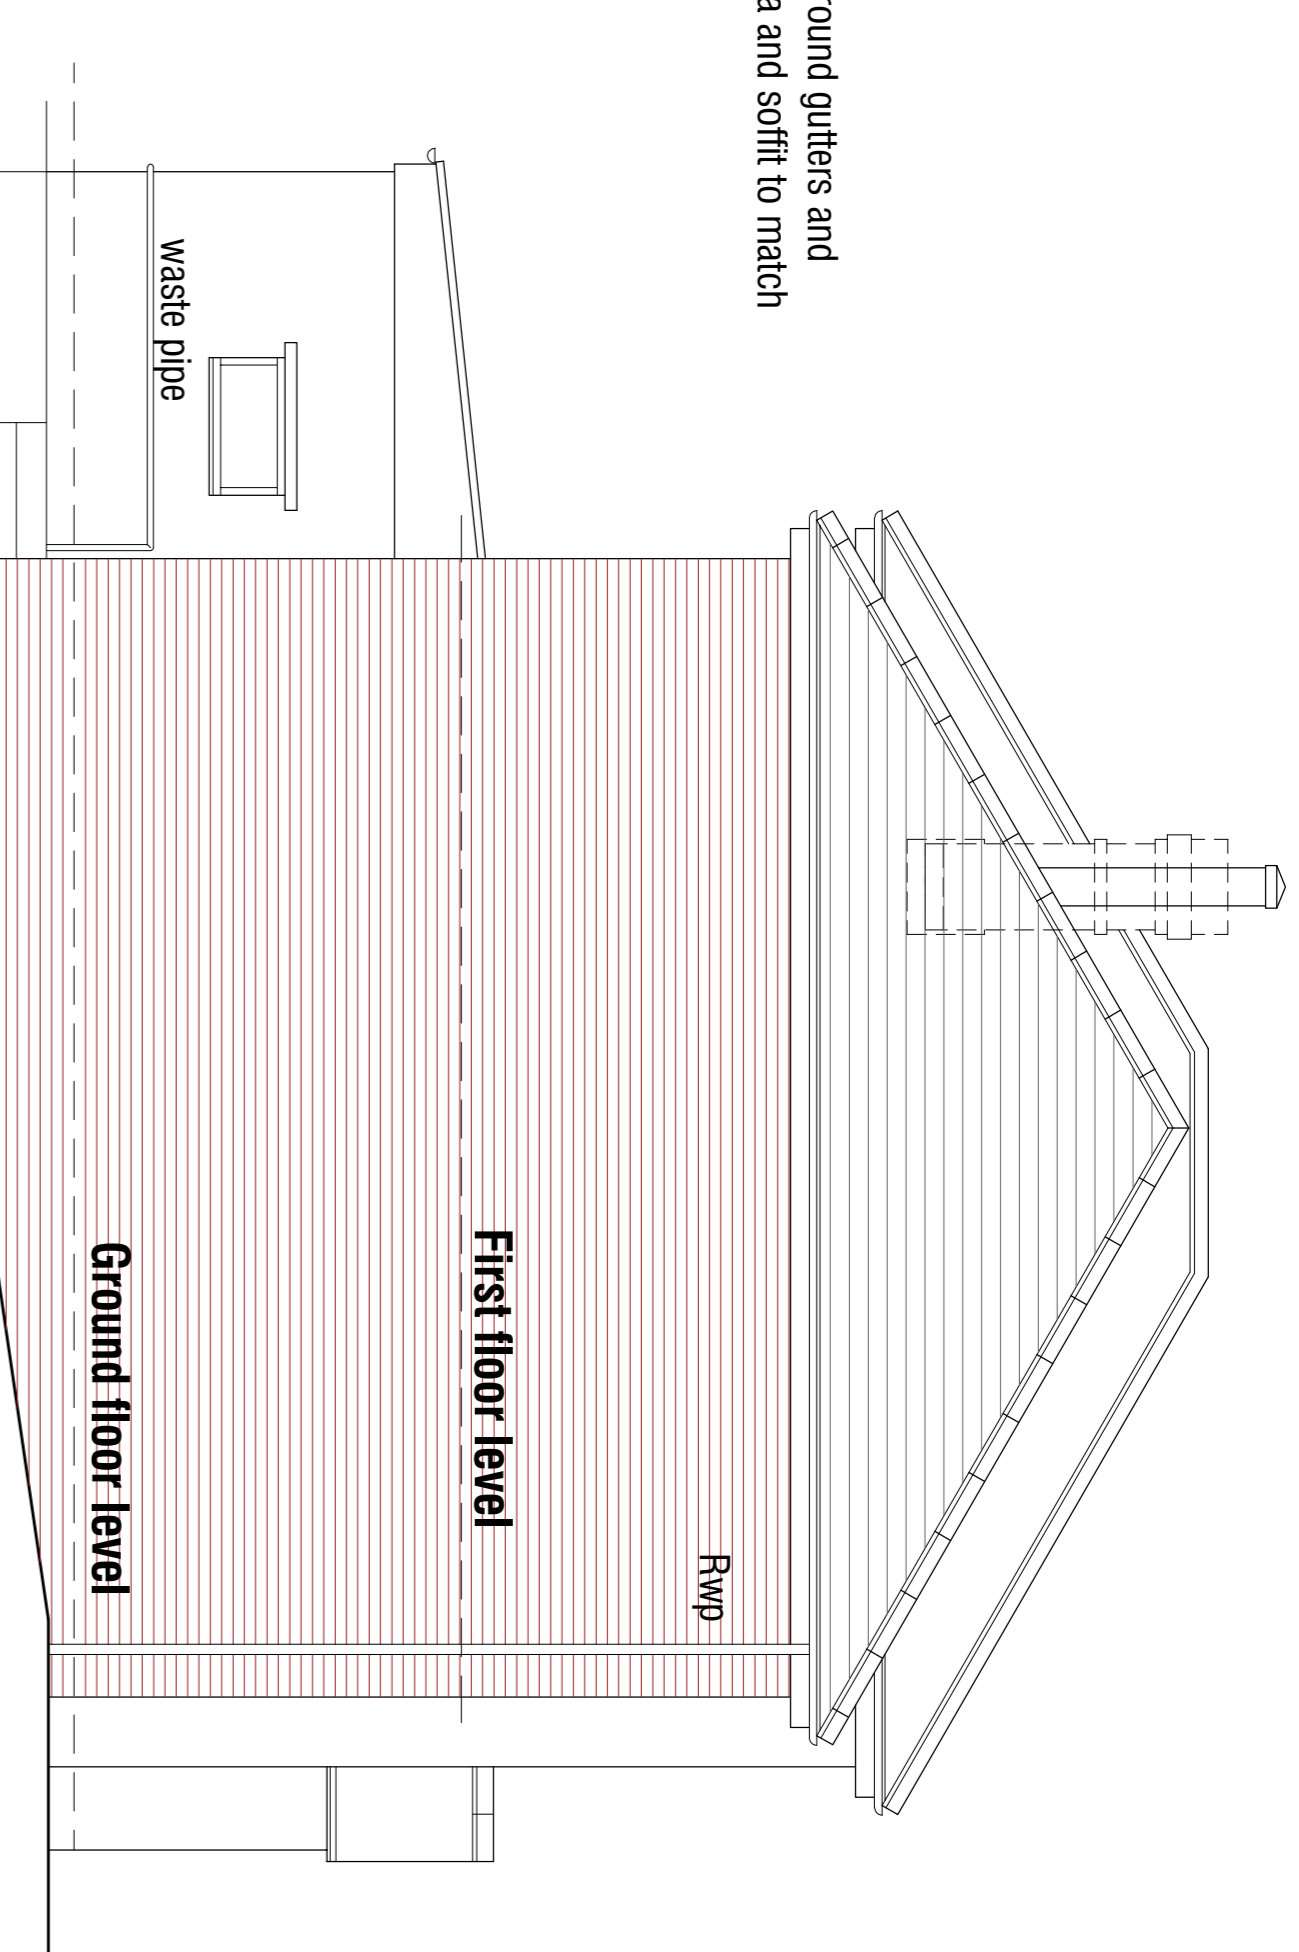 round gutters and
a and soffit to match
waste pipe
Rwp
First floor level
Ground floor level